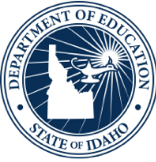 DEPARTMENT OF EDUCATION
STATE OF IDAHO